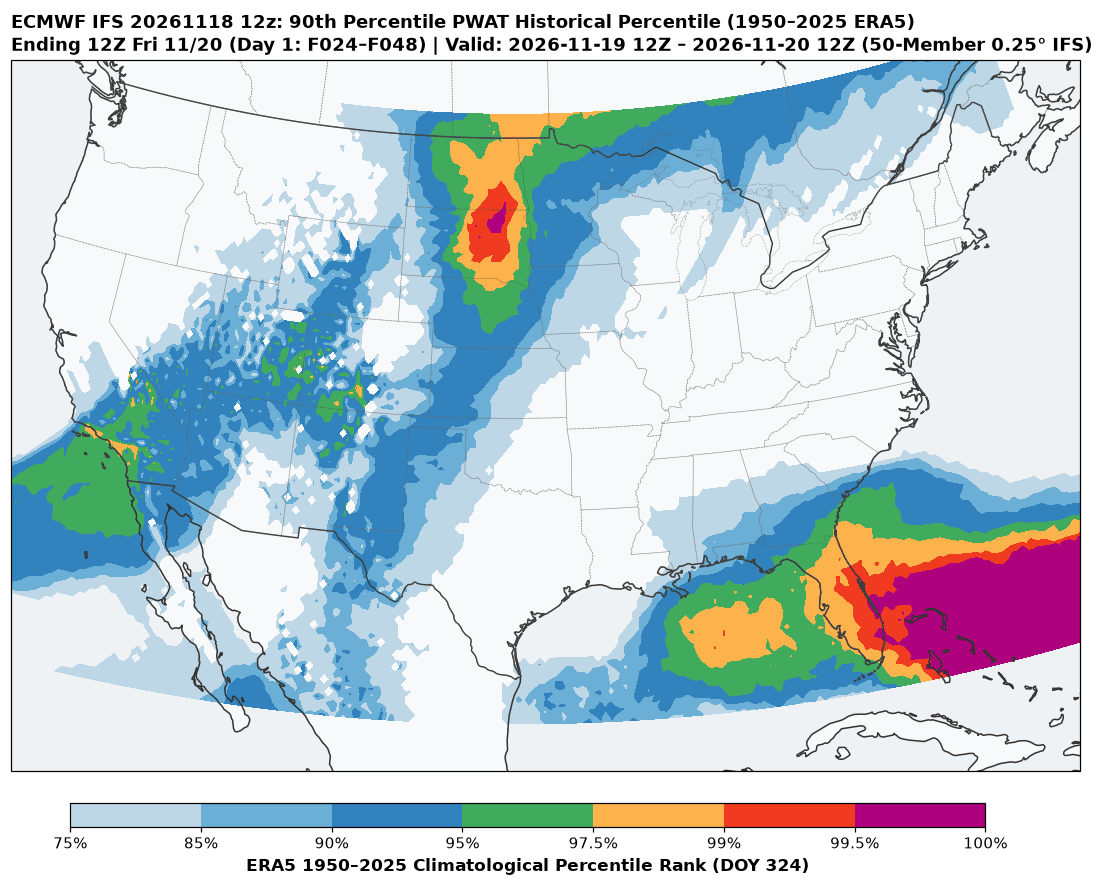 ECMWF IFS 20261118 12z: 90th Percentile PWAT Historical Percentile (1950–2025 ERA5)
Ending 12Z Fri 11/20 (Day 1: F024–F048) | Valid: 2026-11-19 12Z – 2026-11-20 12Z (50-Member 0.25° IFS)
75% 85% 90% 95% 97.5% 99% 99.5% 100%
ERA5 1950–2025 Climatological Percentile Rank (DOY 324)